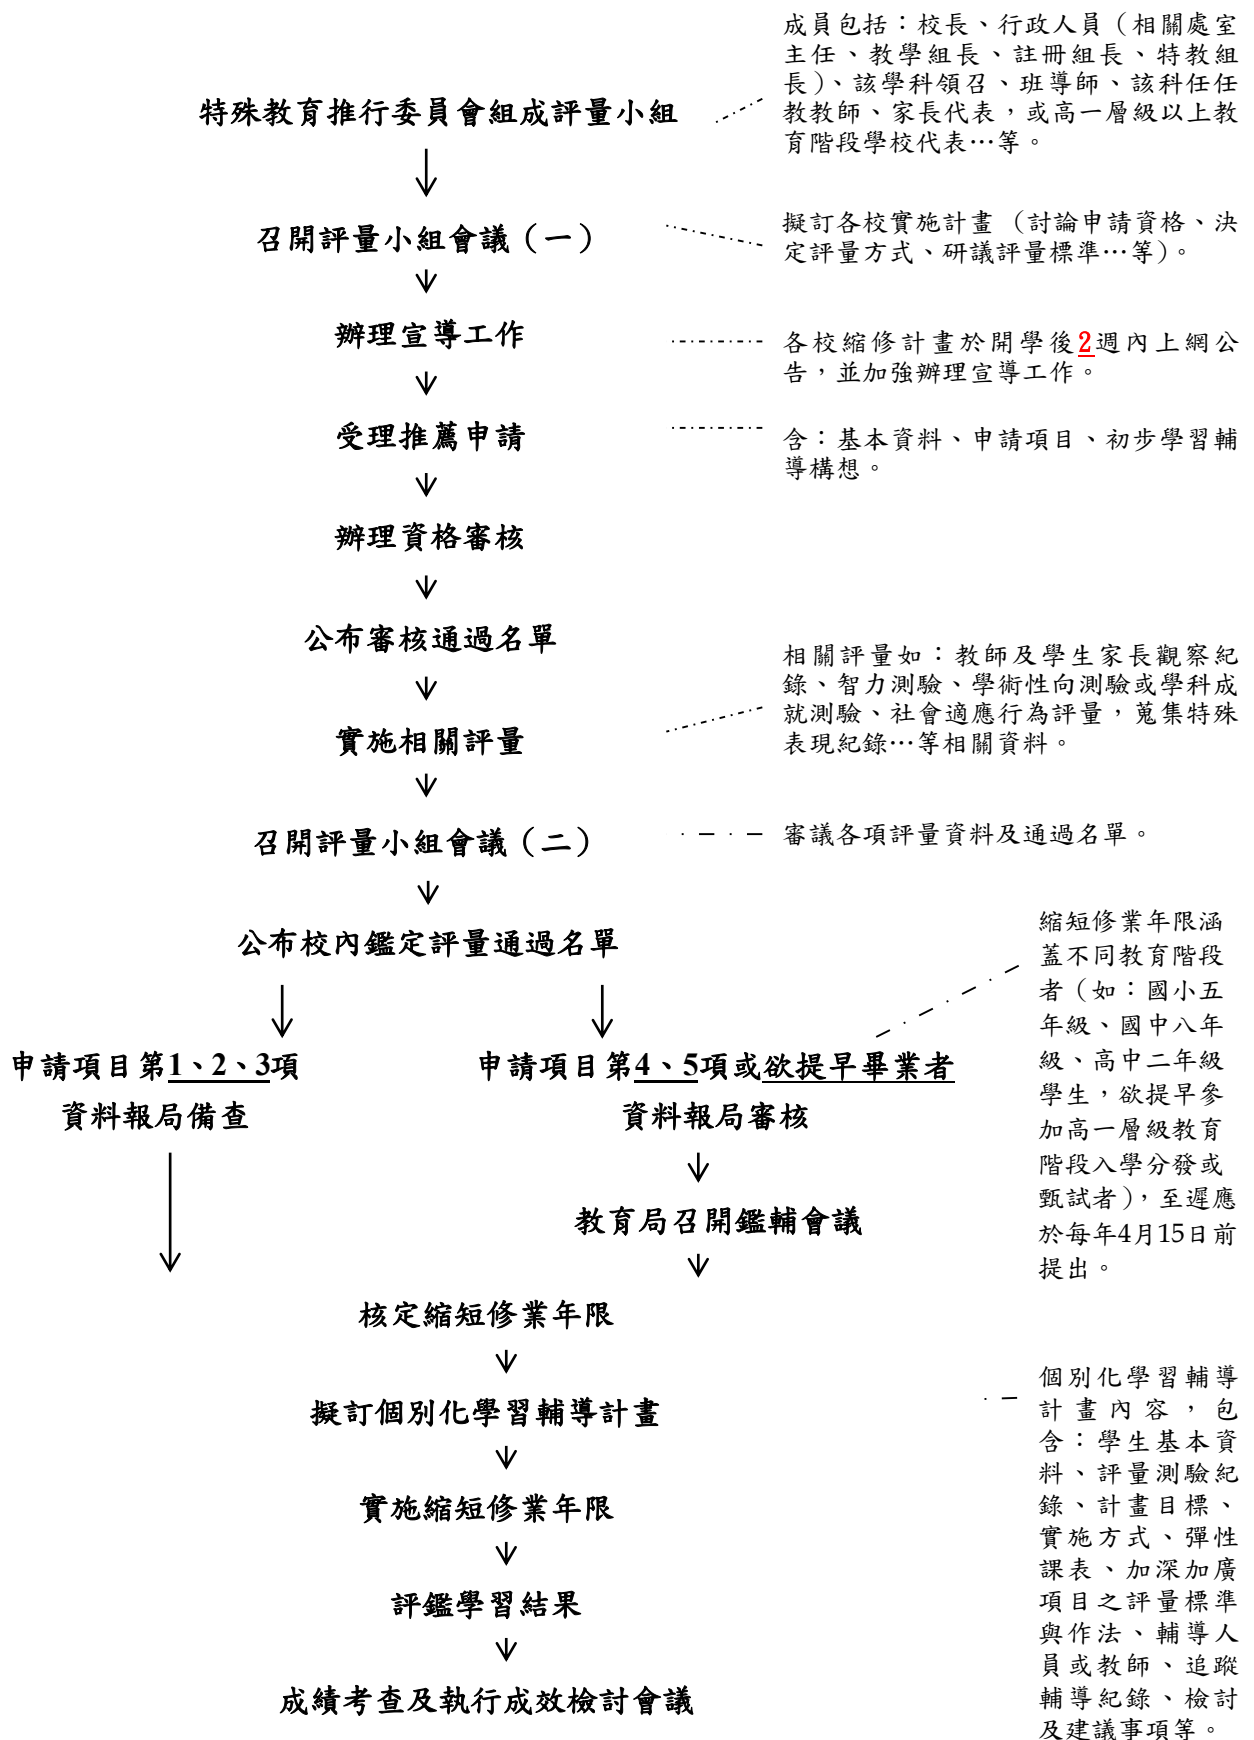 成員包括：校長、行政人員（相關處室
主任、教學組長、註冊組長、特教組
長）、該學科領召、班導師、該科任任
教教師、家長代表，或高一層級以上教
育階段學校代表…等。
特殊教育推行委員會組成評量小組
召開評量小組會議（一）
擬訂各校實施計畫 （討論申請資格、決
定評量方式、研議評量標準…等）。
辦理宣導工作
各校縮修計畫於開學後2週內上網公
告，並加強辦理宣導工作。
受理推薦申請
含：基本資料、申請項目、初步學習輔
導構想。
辦理資格審核
公布審核通過名單
實施相關評量
相關評量如：教師及學生家長觀察紀
錄、智力測驗、學術性向測驗或學科成
就測驗、社會適應行為評量，蒐集特殊
表現紀錄…等相關資料。
召開評量小組會議（二）
審議各項評量資料及通過名單。
公布校內鑑定評量通過名單
申請項目第1、2、3項
資料報局備查
申請項目第4、5項或欲提早畢業者
資料報局審核
縮短修業年限涵
蓋不同教育階段
者（如：國小五
年級、國中八年
級、高中二年級
學生，欲提早參
加高一層級教育
階段入學分發或
甄試者），至遲應
於每年4月15日前
提出。
教育局召開鑑輔會議
核定縮短修業年限
擬訂個別化學習輔導計畫
個別化學習輔導
計畫內容，包
含：學生基本資
料、評量測驗紀
錄、計畫目標、
實施方式、彈性
課表、加深加廣
項目之評量標準
與作法、輔導人
員或教師、追蹤
輔導紀錄、檢討
及建議事項等。
實施縮短修業年限
評鑑學習結果
成績考查及執行成效檢討會議